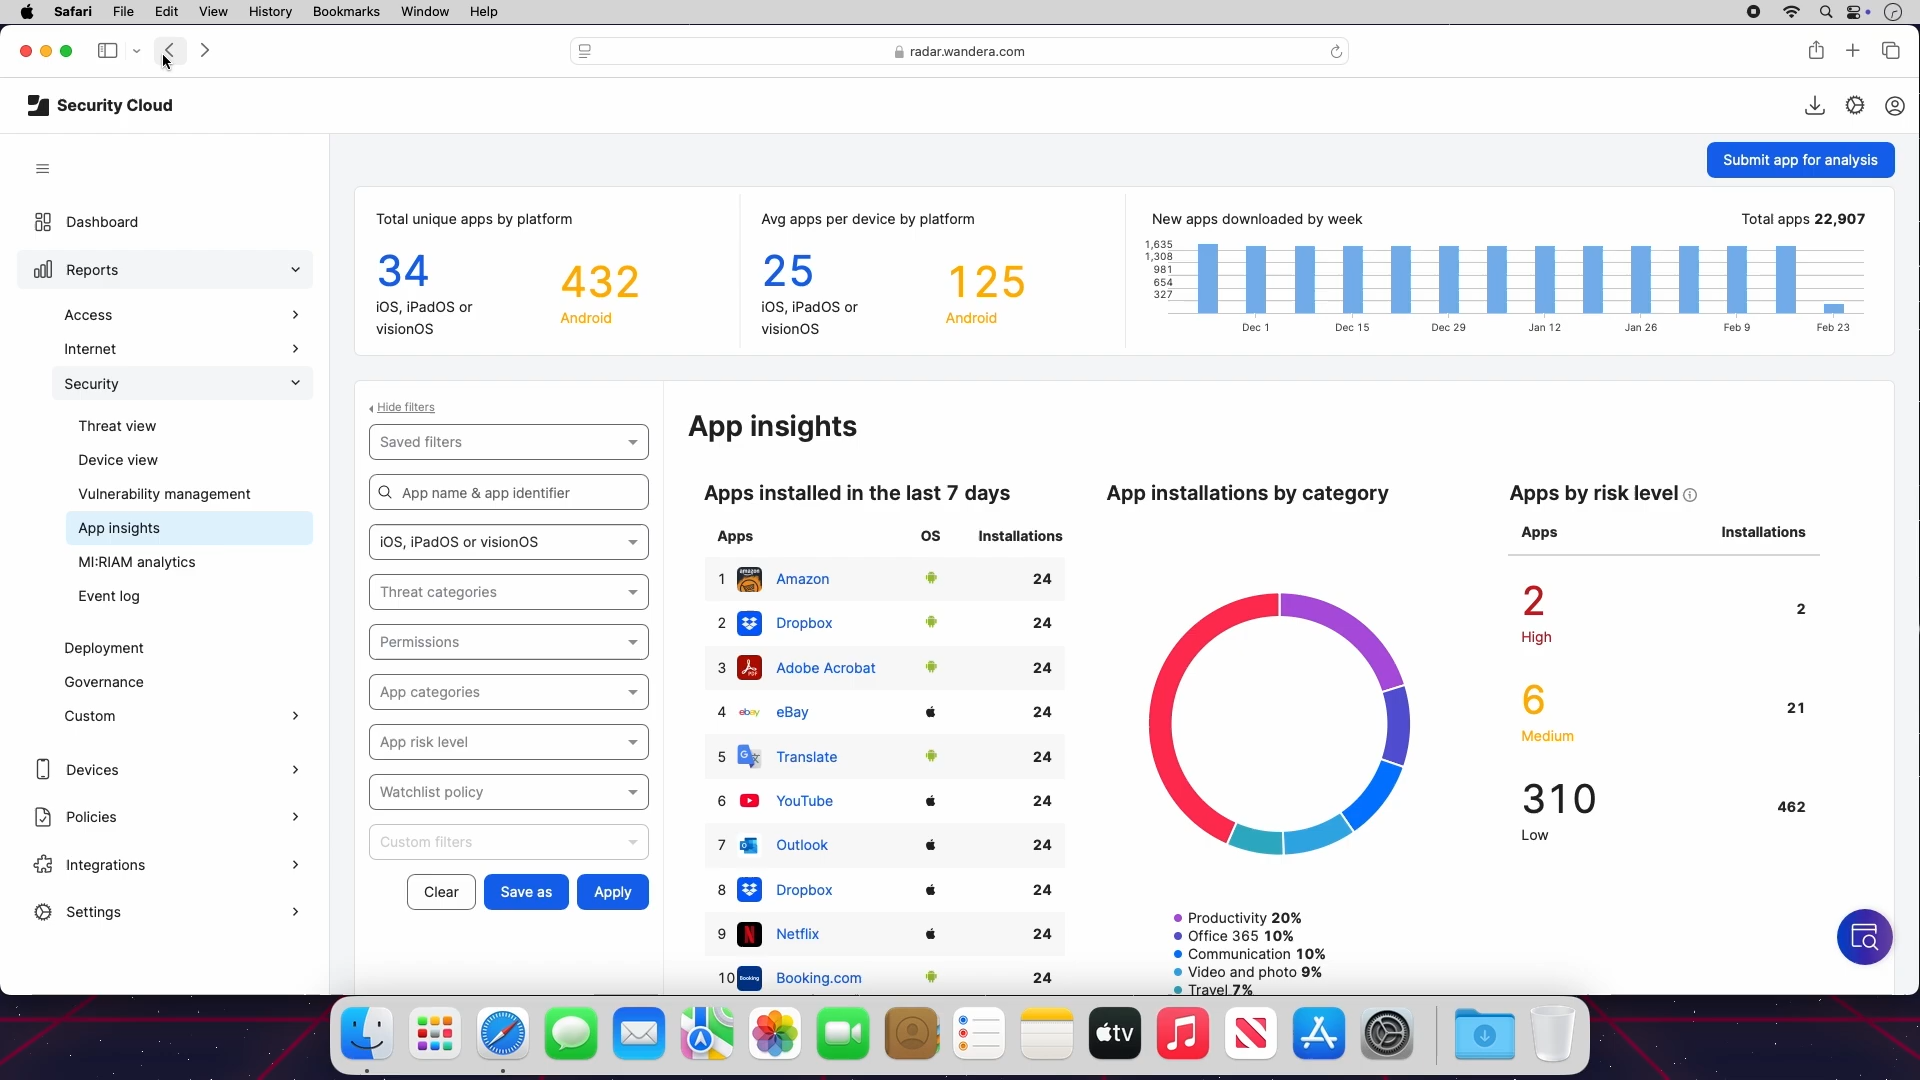 Safari File Edit View History Bookmarks Window Help
radar.wandera.com
Security Cloud
Submit app for analysis
Dashboard
Reports
Access
Internet
Security
Threat view
Device view
Vulnerability management
App insights
MI:RIAM analytics
Event log
Deployment
Governance
Custom
Devices
Policies
Integrations
Settings
Total unique apps by platform
34
iOS, iPadOS or
visionOS
432
Android
Avg apps per device by platform
25
iOS, iPadOS or
visionOS
125
Android
New apps downloaded by week
Total apps 22,907
1,635
1,308
981
654
327
Dec 1 Dec 15 Dec 29 Jan 12 Jan 26 Feb 9 Feb 23
Hide filters
Saved filters
App name & app identifier
iOS, iPadOS or visionOS
Threat categories
Permissions
App categories
App risk level
Watchlist policy
Custom filters
Clear Save as Apply
App insights
Apps installed in the last 7 days
Apps OS Installations
1 amazon Amazon 24
2 Dropbox 24
3 Adobe Acrobat 24
4 ebay eBay 24
5 Translate 24
6 YouTube 24
7 Outlook 24
8 Dropbox 24
9 N Netflix 24
10 Booking Booking.com 24
App installations by category
Productivity 20%
Office 365 10%
Communication 10%
Video and photo 9%
Travel 7%
Apps by risk level
Apps Installations
2 2
High
6 21
Medium
310 462
Low
tv